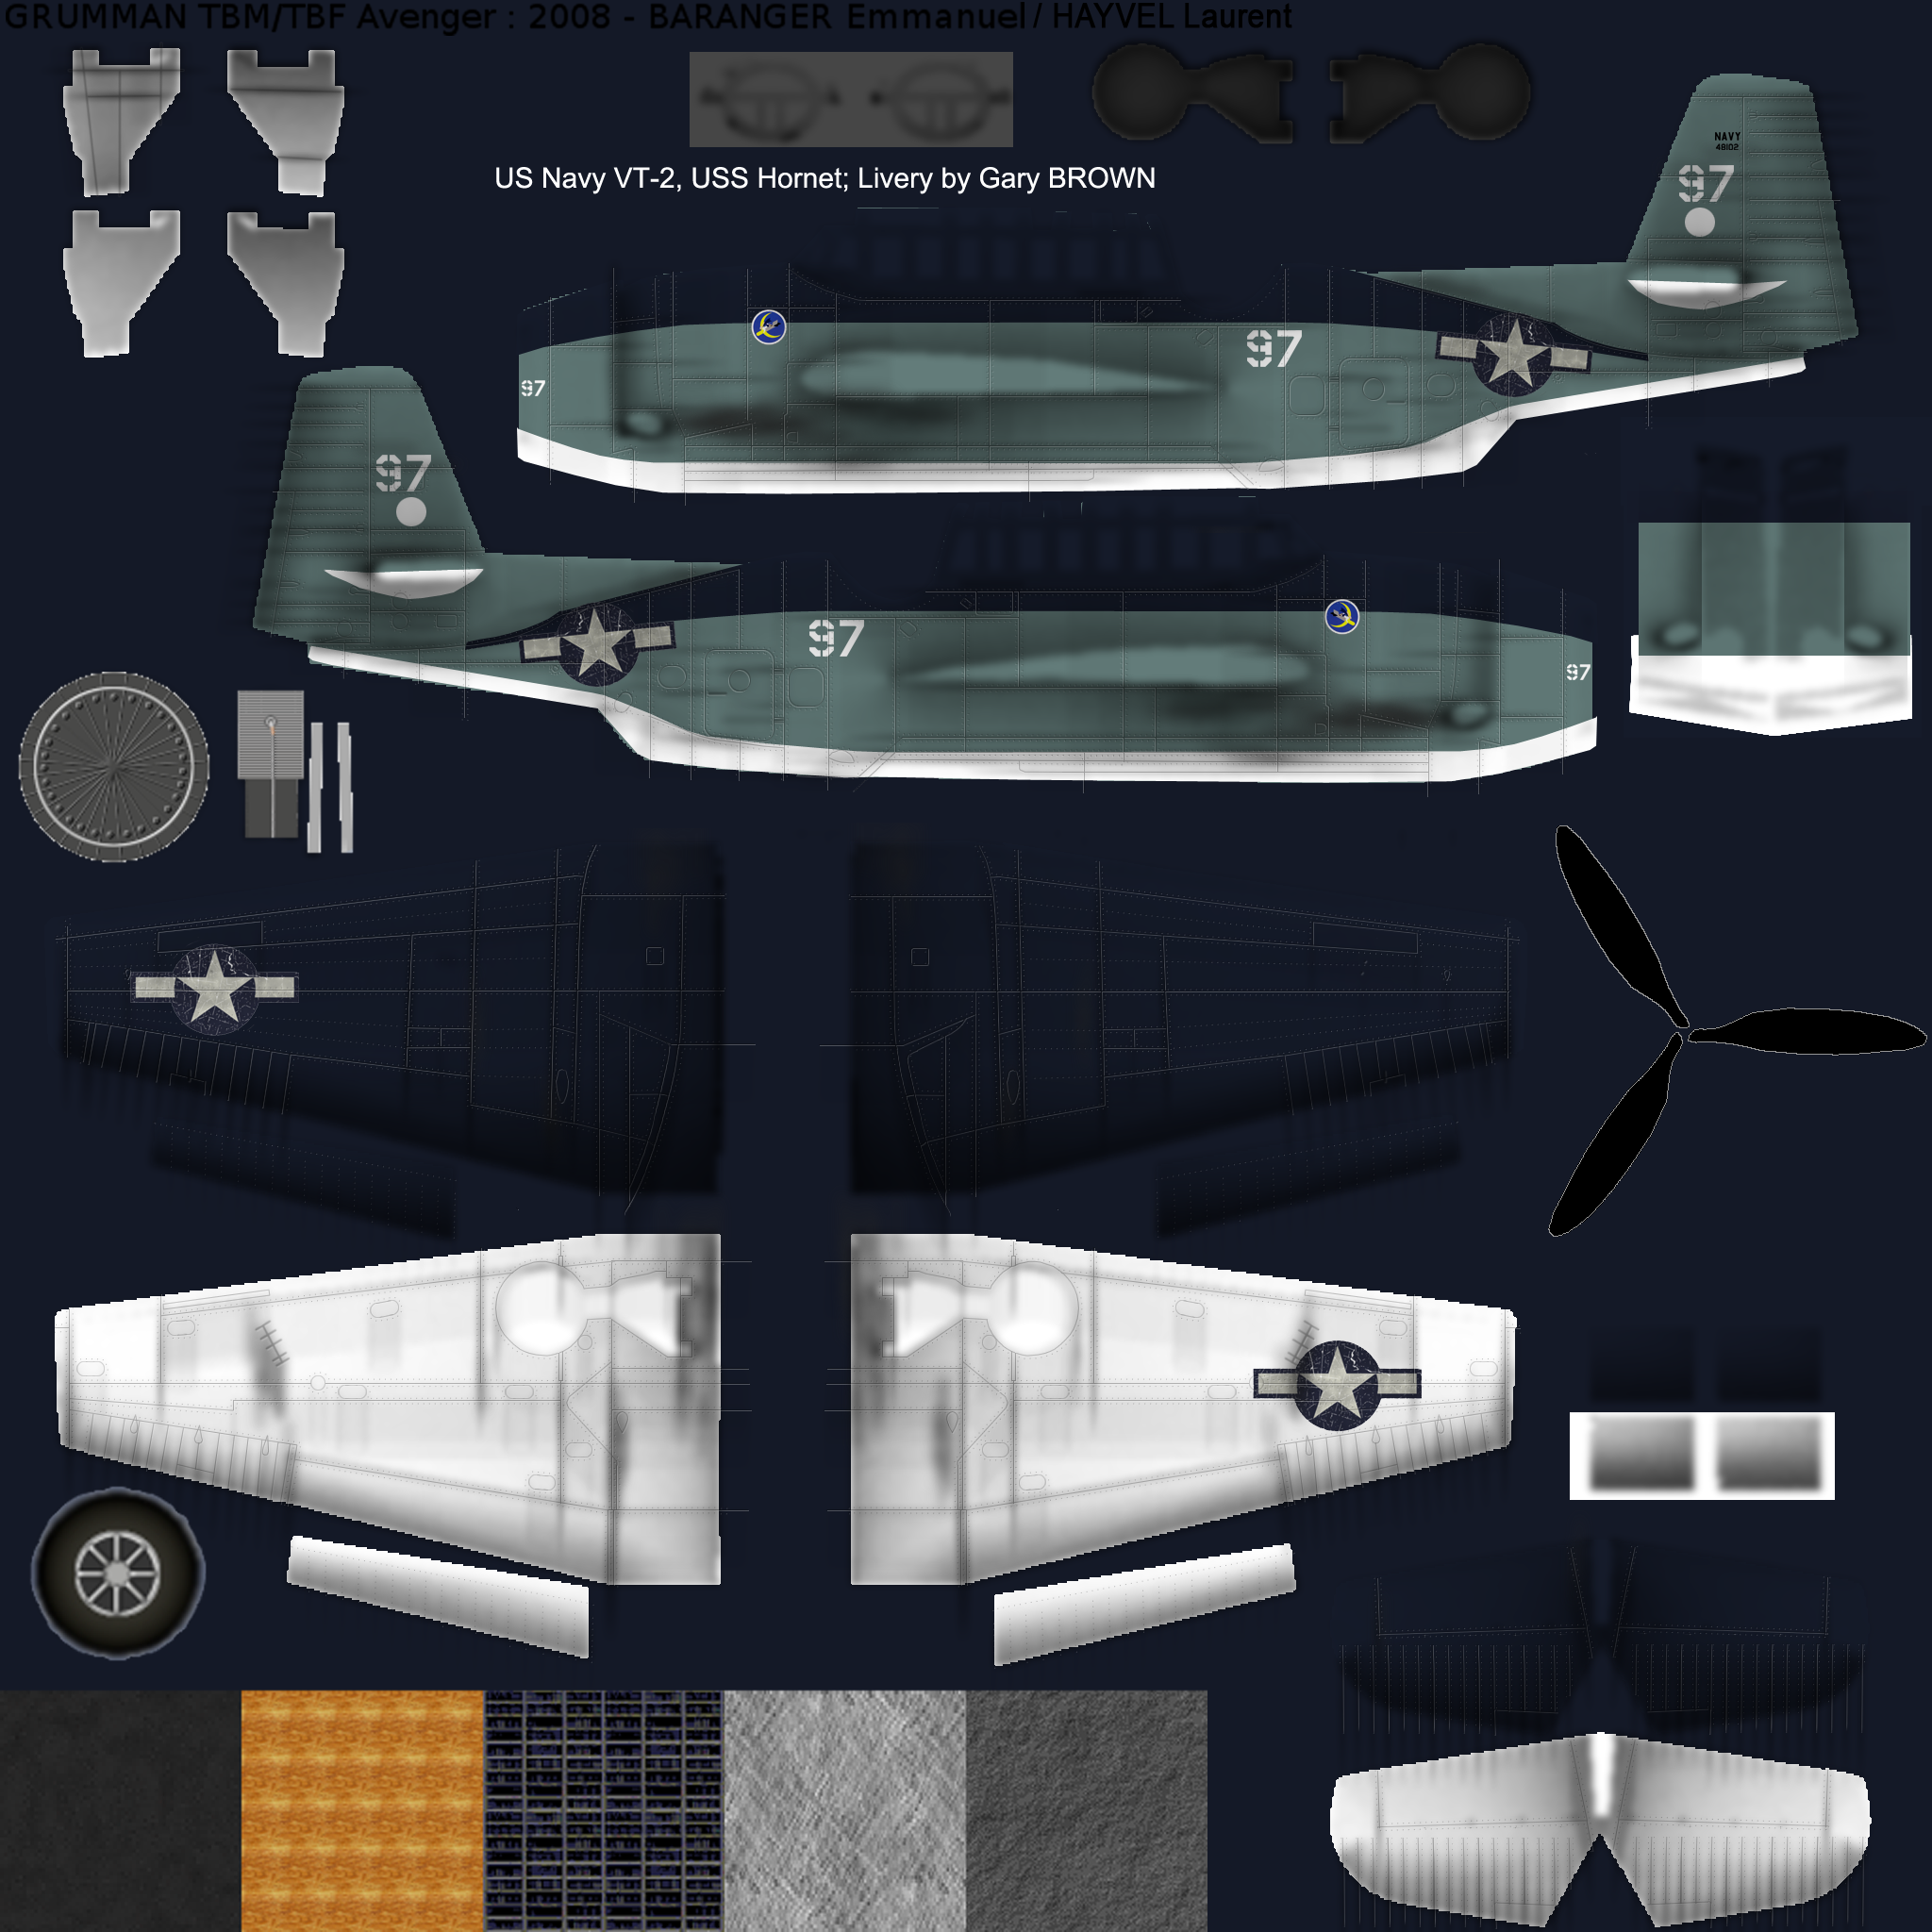 GRUMMAN TBM/TBF Avenger : 2008 - BARANGER Emmanuel / HAYVEL Laurent
US Navy VT-2, USS Hornet; Livery by Gary BROWN
NAVY
48102
97
97
97
97
97
97